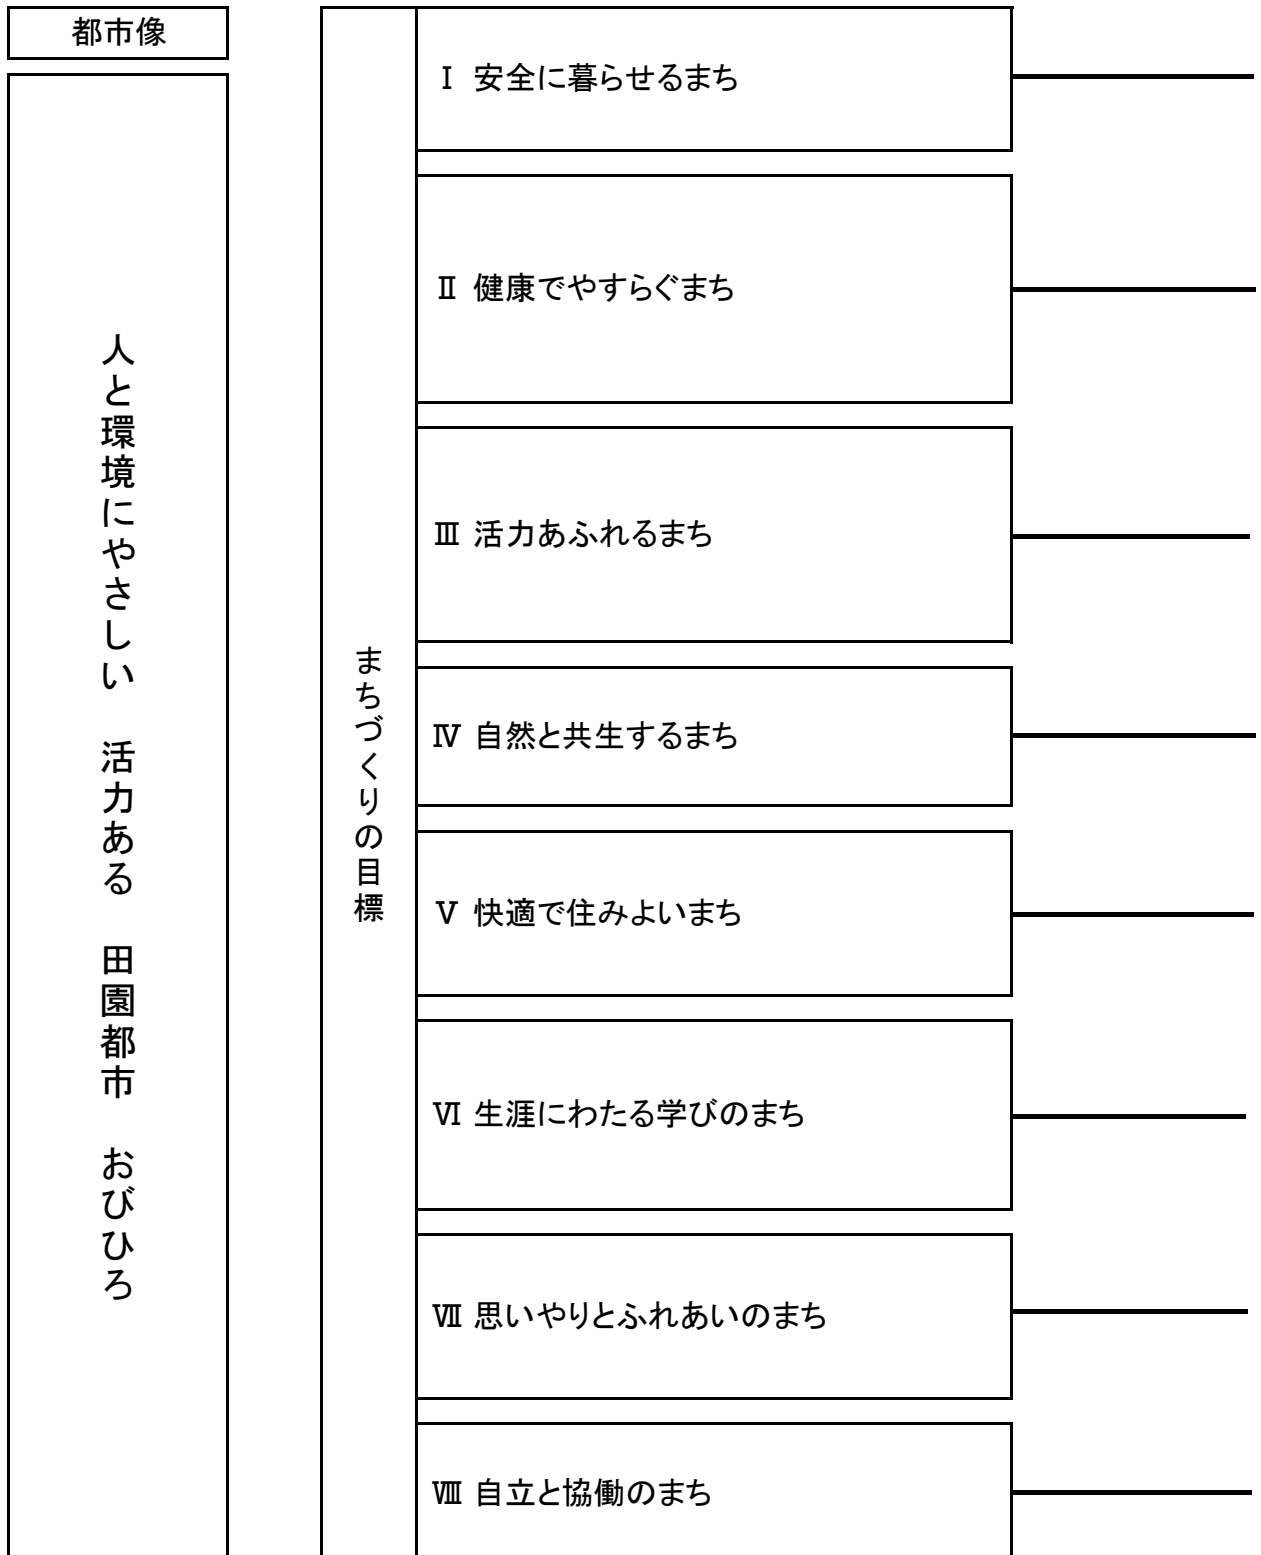 都市像
人と環境にやさしい　活力ある　田園都市　おびひろ
まちづくりの目標
Ⅰ 安全に暮らせるまち
Ⅱ 健康でやすらぐまち
Ⅲ 活力あふれるまち
Ⅳ 自然と共生するまち
Ⅴ 快適で住みよいまち
Ⅵ 生涯にわたる学びのまち
Ⅶ 思いやりとふれあいのまち
Ⅷ 自立と協働のまち